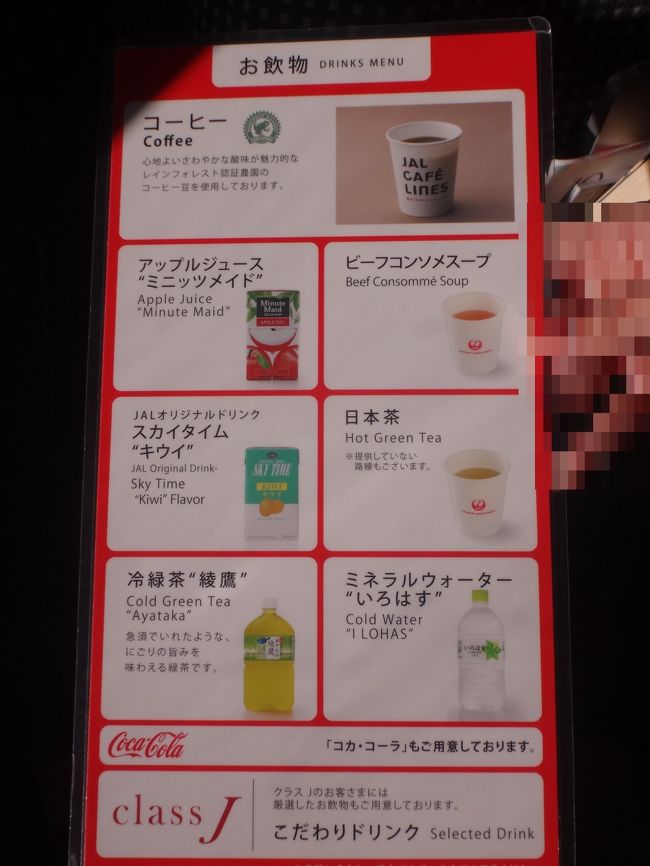 お飲物 DRINKS MENU
コーヒー
Coffee
心地よいさわやかな酸味が魅力的な
レインフォレスト認証農園の
コーヒー豆を使用しております。
JAL
CAFÉ
LINES
アップルジュース
“ミニッツメイド”
Apple Juice
“Minute Maid”
Minute
Maid
ビーフコンソメスープ
Beef Consommé Soup
JALオリジナルドリンク
スカイタイム
“キウイ”
JAL Original Drink-
Sky Time
“Kiwi” Flavor
SKY TIME
KIWI
キウイ
日本茶
Hot Green Tea
※提供していない
路線もございます。
冷緑茶“綾鷹”
Cold Green Tea
“Ayataka”
急須でいれたような、
にごりの旨みを
味わえる緑茶です。
綾鷹
ミネラルウォーター
“いろはす”
Cold Water
“I LOHAS”
いろはす
Coca-Cola
「コカ・コーラ」もご用意しております。
class J
クラス Jのお客さまには
厳選したお飲物もご用意しております。
こだわりドリンク Selected Drink